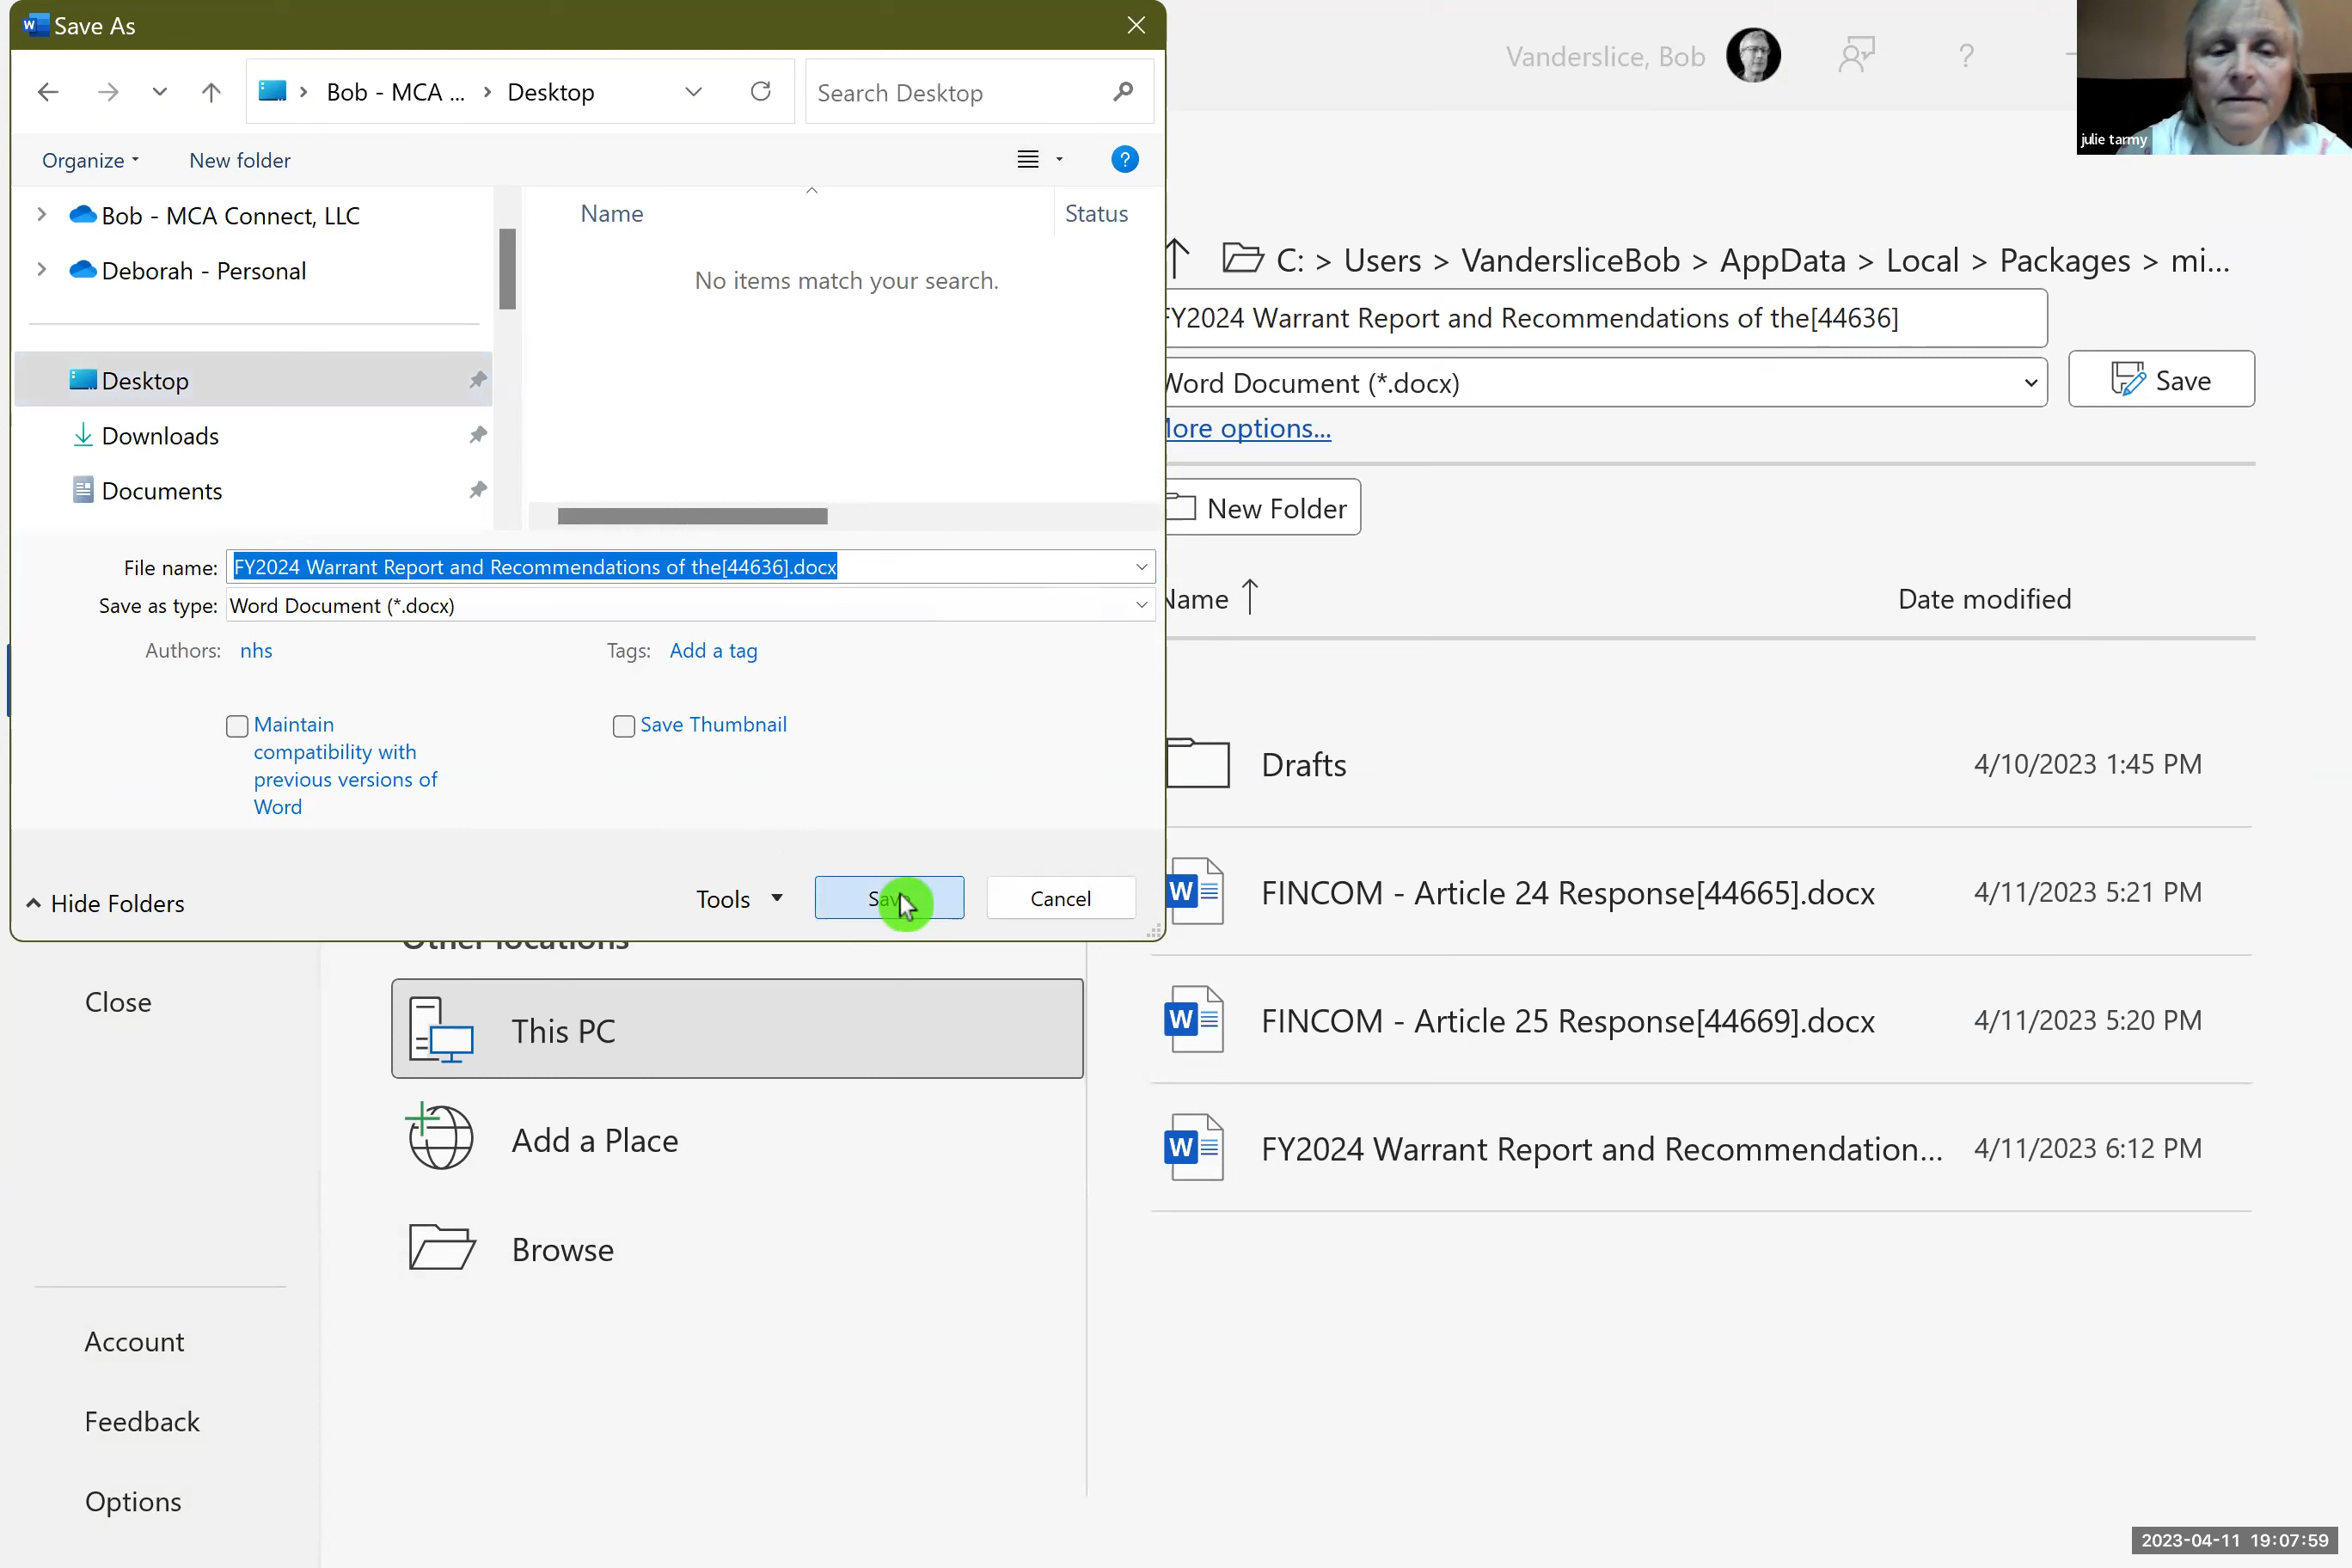 Save As
Bob - MCA ... > Desktop
Search Desktop
Organize
New folder
Bob - MCA Connect, LLC
Deborah - Personal
Desktop
Downloads
Documents
Name
Status
No items match your search.
File name: FY2024 Warrant Report and Recommendations of the[44636].docx
Save as type: Word Document (*.docx)
Authors: nhs
Tags: Add a tag
Maintain
compatibility with
previous versions of
Word
Save Thumbnail
Hide Folders
Tools
Cancel
Vanderslice, Bob
?
julie tarmy
C: > Users > VandersliceBob > AppData > Local > Packages > mi...
FY2024 Warrant Report and Recommendations of the[44636]
Word Document (*.docx)
Save
More options...
New Folder
Name
Date modified
Drafts 4/10/2023 1:45 PM
FINCOM - Article 24 Response[44665].docx 4/11/2023 5:21 PM
FINCOM - Article 25 Response[44669].docx 4/11/2023 5:20 PM
FY2024 Warrant Report and Recommendation... 4/11/2023 6:12 PM
Other locations
This PC
Add a Place
Browse
Close
Account
Feedback
Options
2023-04-11 19:07:59